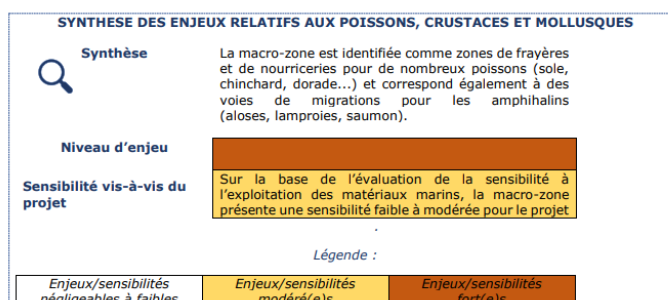 SYNTHESE DES ENJEUX RELATIFS AUX POISSONS, CRUSTACES ET MOLLUSQUES
Synthèse
La macro-zone est identifiée comme zones de frayères
et de nourriceries pour de nombreux poissons (sole,
chinchard, dorade...) et correspond également à des
voies de migrations pour les amphihalins
(aloses, lamproies, saumon).
Niveau d'enjeu
Sensibilité vis-à-vis du
projet
Sur la base de l'évaluation de la sensibilité à
l'exploitation des matériaux marins, la macro-zone
présente une sensibilité faible à modérée pour le projet
.
Légende :
Enjeux/sensibilités
négligeables à faibles
Enjeux/sensibilités
modéré(e)s
Enjeux/sensibilités
fort(e)s